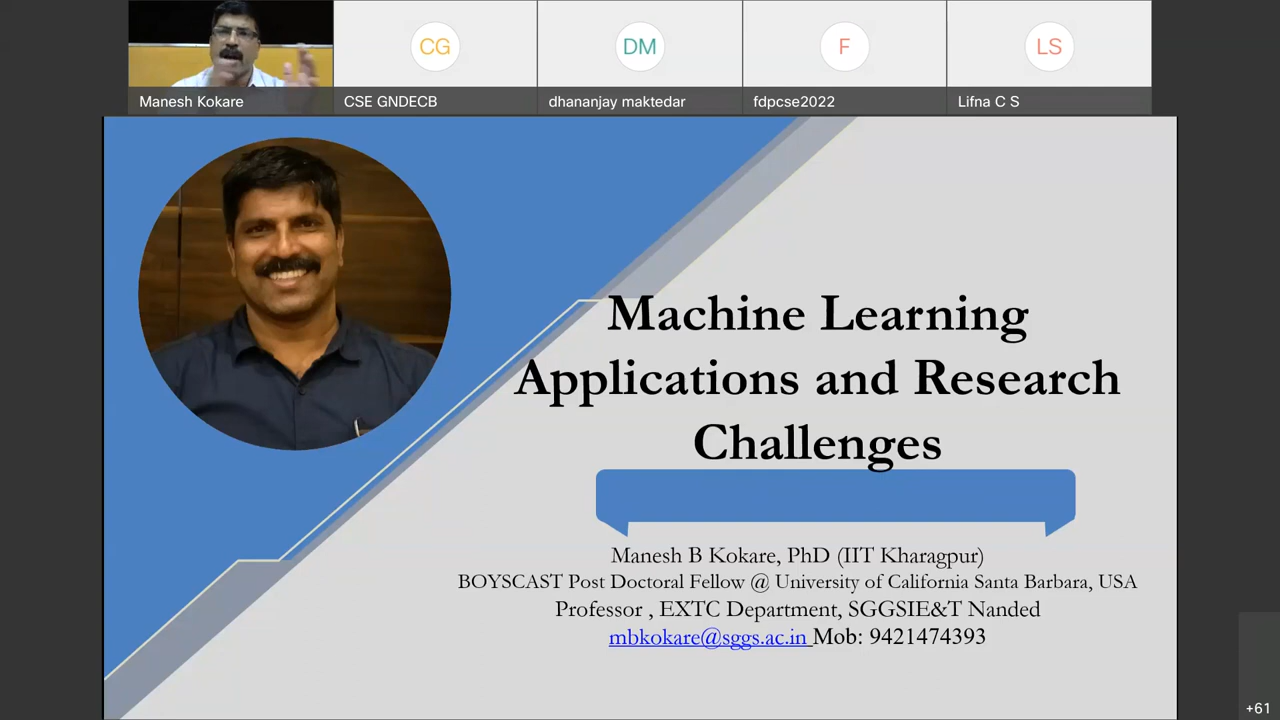 CG
DM
F
LS
Manesh Kokare
CSE GNDECB
dhananjay maktedar
fdpcse2022
Lifna C S
Machine Learning
Applications and Research
Challenges
Manesh B Kokare, PhD (IIT Kharagpur)
BOYSCAST Post Doctoral Fellow @ University of California Santa Barbara, USA
Professor , EXTC Department, SGGSIE&T Nanded
mbkokare@sggs.ac.in Mob: 9421474393
+61